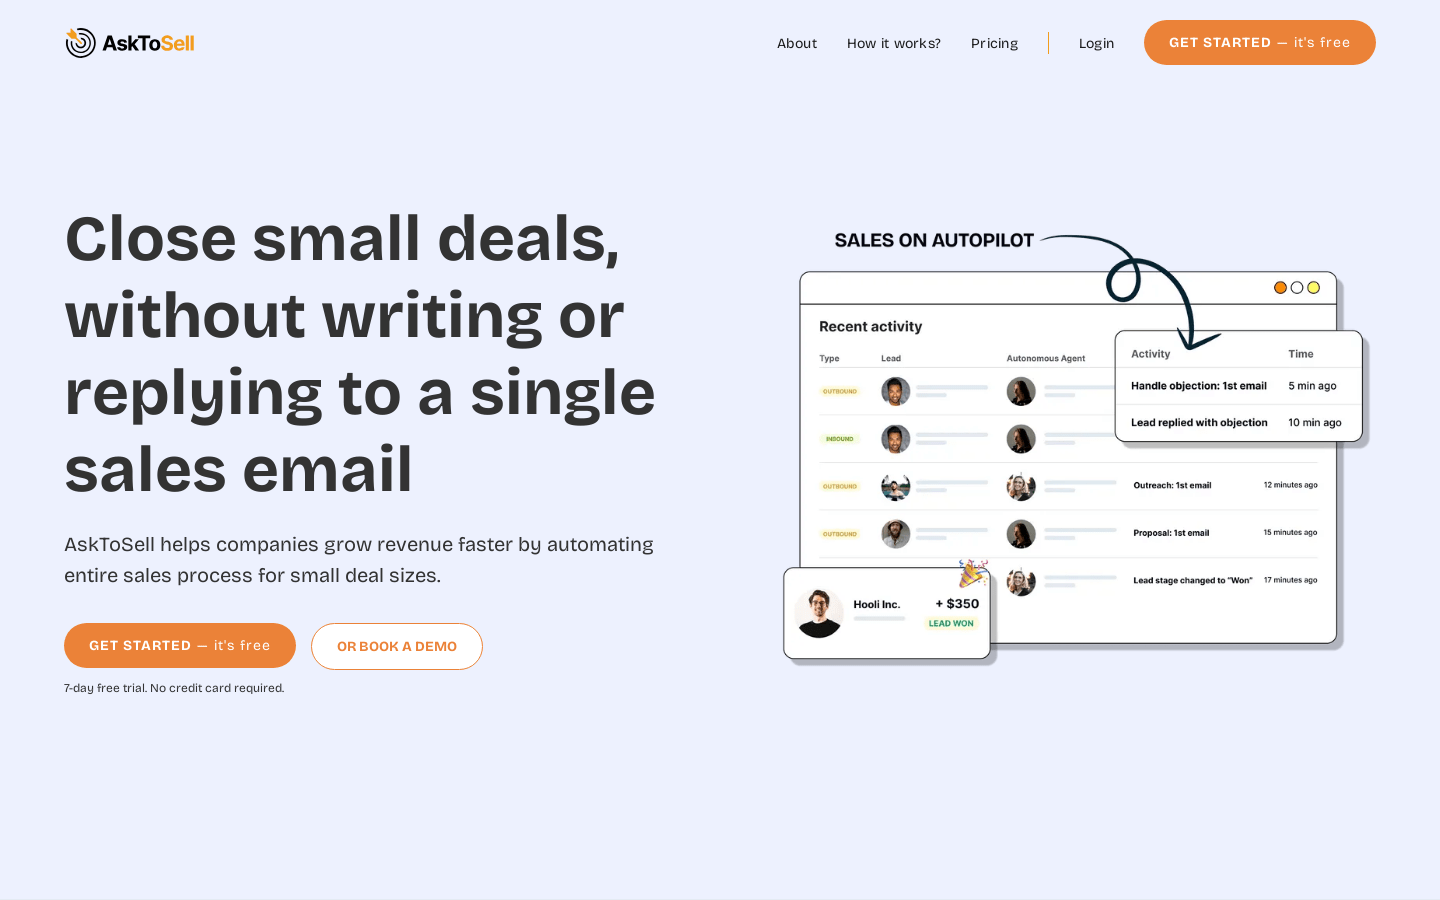 AskToSell
About
How it works?
Pricing
Login
GET STARTED — it's free
Close small deals,
without writing or
replying to a single
sales email
AskToSell helps companies grow revenue faster by automating
entire sales process for small deal sizes.
GET STARTED — it's free
OR BOOK A DEMO
7-day free trial. No credit card required.
SALES ON AUTOPILOT
Recent activity
Type Lead Autonomous Agent
Activity Time
OUTBOUND
Handle objection: 1st email 5 min ago
Lead replied with objection 10 min ago
INBOUND
OUTBOUND Outreach: 1st email 12 minutes ago
OUTBOUND Proposal: 1st email 15 minutes ago
Lead stage changed to "Won" 17 minutes ago
Hooli Inc. + $350
LEAD WON